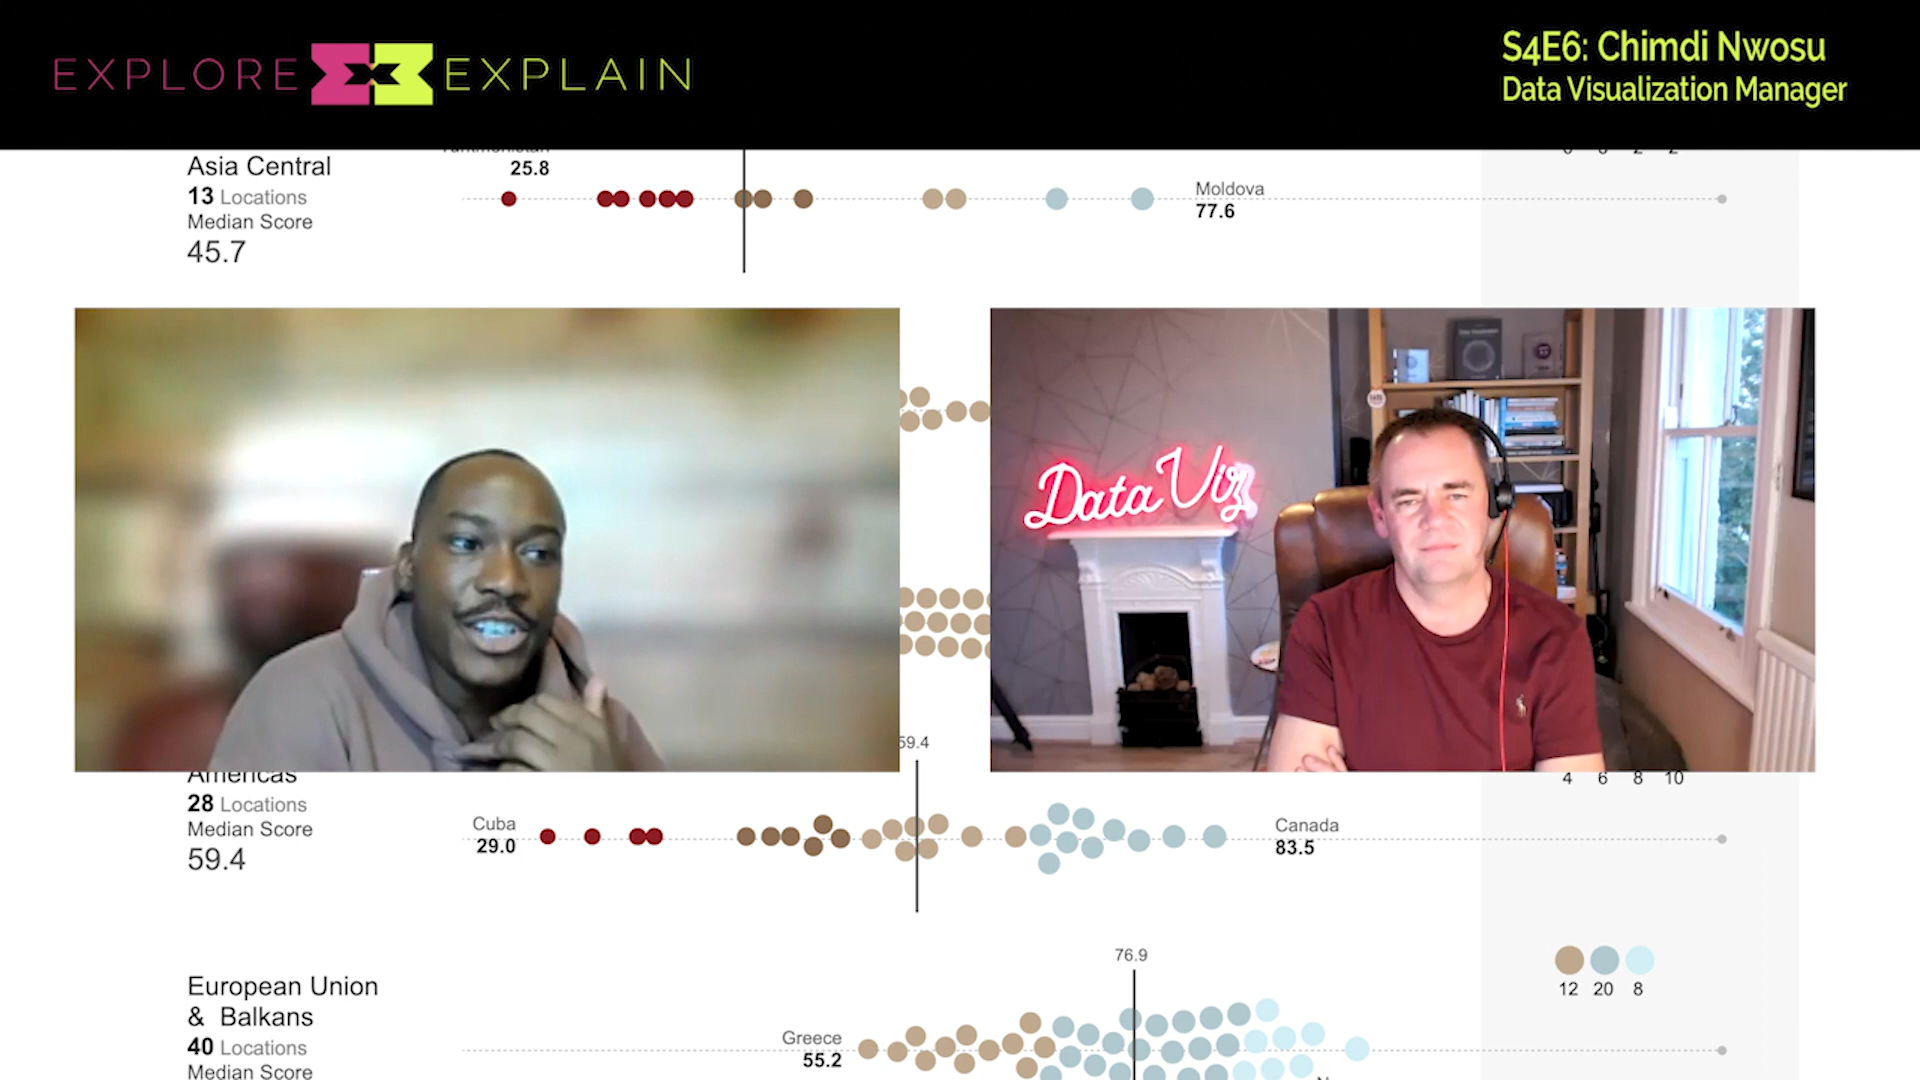 EXPLORE EXPLAIN
S4E6: Chimdi Nwosu
Data Visualization Manager
25.8
Asia Central
13 Locations
Median Score
45.7
Moldova
77.6
Data Viz
59.4
Americas
28 Locations
Median Score
59.4
Cuba
29.0
Canada
83.5
4 6 8 10
76.9
European Union
& Balkans
40 Locations
Median Score
Greece
55.2
12 20 8